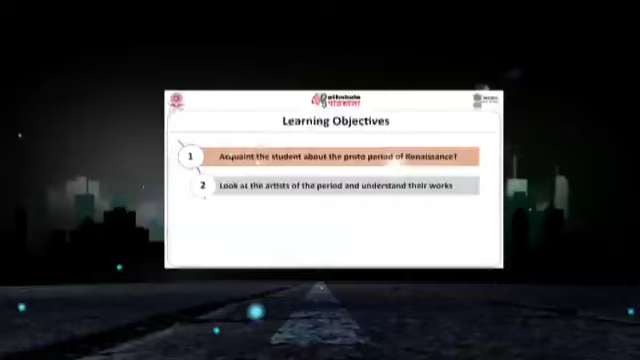 पाठशाला
Learning Objectives
1 Acquaint the student about the proto period of Renaissance?
2 Look at the artists of the period and understand their works